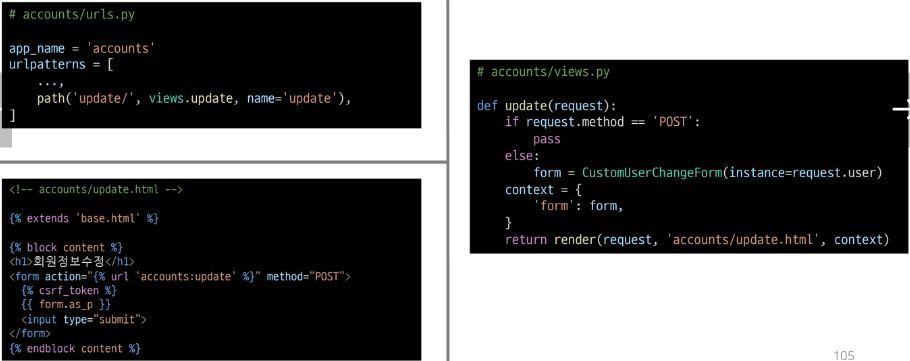 # accounts/urls.py
app_name = 'accounts'
urlpatterns = [
    ...,
    path('update/', views.update, name='update'),
]
<!-- accounts/update.html -->
{% extends 'base.html' %}
{% block content %}
<h1>회원정보수정</h1>
<form action="{% url 'accounts:update' %}" method="POST">
  {% csrf_token %}
  {{ form.as_p }}
  <input type="submit">
</form>
{% endblock content %}
# accounts/views.py
def update(request):
    if request.method == 'POST':
        pass
    else:
        form = CustomUserChangeForm(instance=request.user)
    context = {
        'form': form,
    }
    return render(request, 'accounts/update.html', context)
105